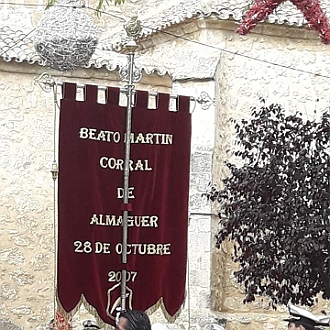 BEATO MARTIN
CORRAL
DE
ALMAGUER
28 DE OCTUBRE
2007